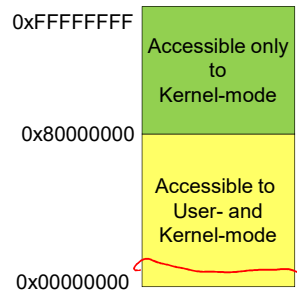 0xFFFFFFFF
Accessible only
to
Kernel-mode
0x80000000
Accessible to
User- and
Kernel-mode
0x00000000